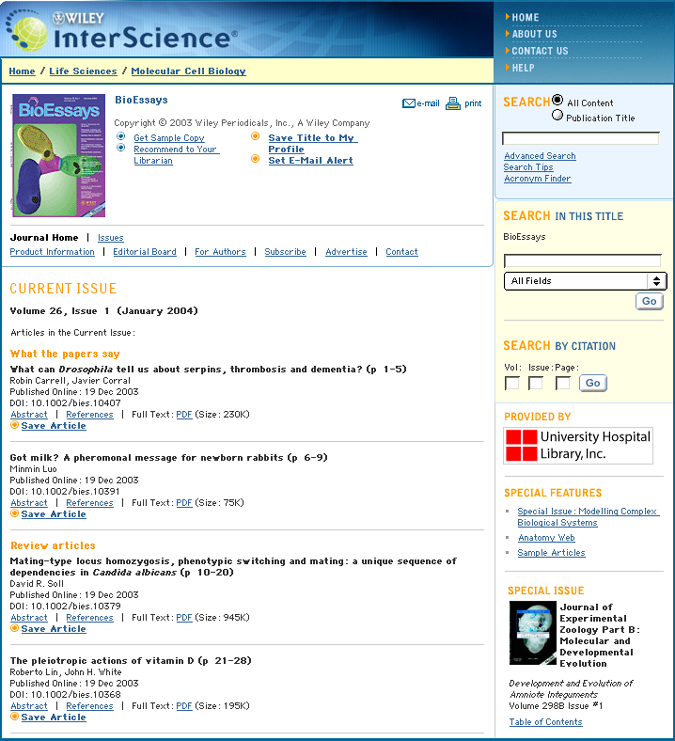 WILEY
InterScience®
HOME
ABOUT US
CONTACT US
HELP
Home / Life Sciences / Molecular Cell Biology
BioEssays
BioEssays
e-mail print
Copyright © 2003 Wiley Periodicals, Inc., A Wiley Company
Get Sample Copy
Recommend to Your
Librarian
Save Title to My
Profile
Set E-Mail Alert
Journal Home | Issues
Product Information | Editorial Board | For Authors | Subscribe | Advertise | Contact
CURRENT ISSUE
Volume 26, Issue 1 (January 2004)
Articles in the Current Issue:
What the papers say
What can Drosophila tell us about serpins, thrombosis and dementia? (p 1-5)
Robin Carrell, Javier Corral
Published Online: 19 Dec 2003
DOI: 10.1002/bies.10407
Abstract | References | Full Text: PDF (Size: 230K)
Save Article
Got milk? A pheromonal message for newborn rabbits (p 6-9)
Minmin Luo
Published Online: 19 Dec 2003
DOI: 10.1002/bies.10391
Abstract | References | Full Text: PDF (Size: 75K)
Save Article
Review articles
Mating-type locus homozygosis, phenotypic switching and mating: a unique sequence of
dependencies in Candida albicans (p 10-20)
David R. Soll
Published Online: 19 Dec 2003
DOI: 10.1002/bies.10379
Abstract | References | Full Text: PDF (Size: 945K)
Save Article
The pleiotropic actions of vitamin D (p 21-28)
Roberto Lin, John H. White
Published Online: 19 Dec 2003
DOI: 10.1002/bies.10368
Abstract | References | Full Text: PDF (Size: 195K)
Save Article
SEARCH All Content
Publication Title
Advanced Search
Search Tips
Acronym Finder
SEARCH IN THIS TITLE
BioEssays
All Fields
Go
SEARCH BY CITATION
Vol: Issue: Page:
Go
PROVIDED BY
University Hospital
Library, Inc.
SPECIAL FEATURES
Special Issue: Modelling Complex
Biological Systems
Anatomy Web
Sample Articles
SPECIAL ISSUE
Journal of
Experimental
Zoology Part B:
Molecular and
Developmental
Evolution
Development and Evolution of
Amniote Integuments
Volume 298B Issue #1
Table of Contents